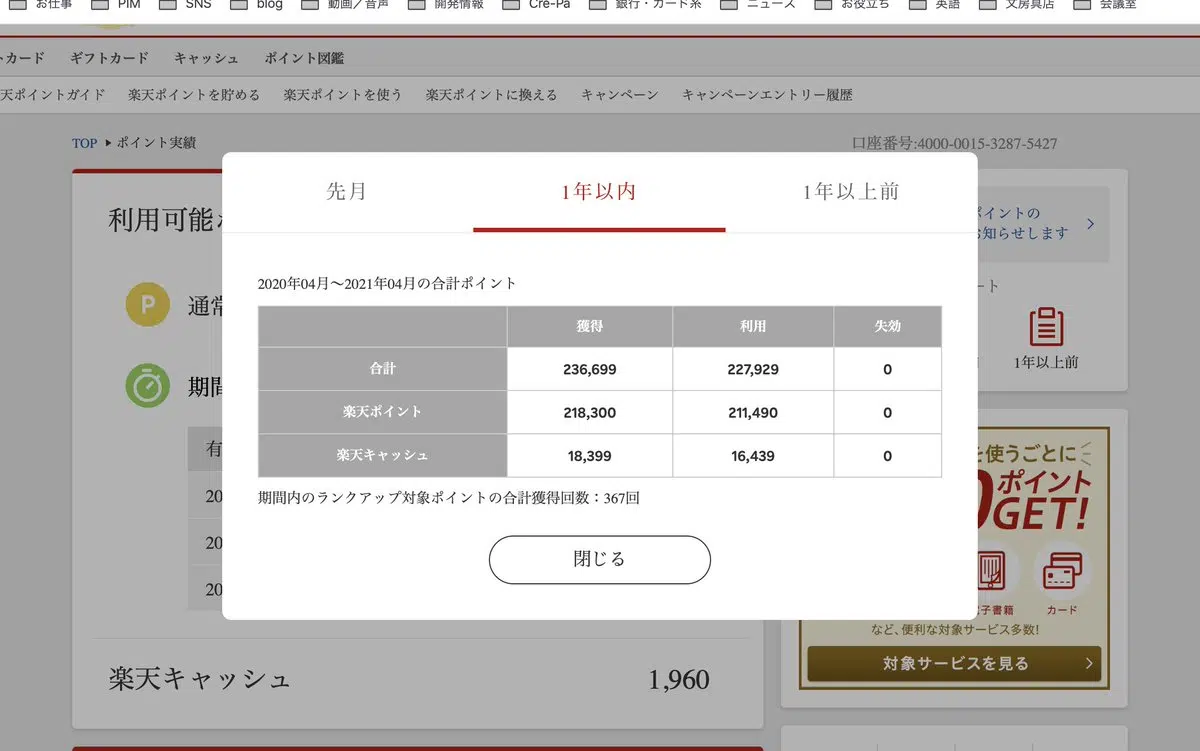 お仕事 PIM SNS blog 動画／音声 開発情報 Cre-Pa 銀行・カード系 ニュース お役立ち 英語 文房具店 会議室
トカード ギフトカード キャッシュ ポイント図鑑
天ポイントガイド 楽天ポイントを貯める 楽天ポイントを使う 楽天ポイントに換える キャンペーン キャンペーンエントリー履歴
TOP ポイント実績
口座番号:4000-0015-3287-5427
先月 1年以内 1年以上前
利用可能
ポイントの
お知らせします
2020年04月〜2021年04月の合計ポイント
獲得 利用 失効
合計 236,699 227,929 0
楽天ポイント 218,300 211,490 0
楽天キャッシュ 18,399 16,439 0
期間内のランクアップ対象ポイントの合計獲得回数：367回
閉じる
P 通常
期間
有
20
20
20
ート
1年以上前
楽天キャッシュ 1,960
を使うごとに
0ポイント
GET!
子書籍 カード
など、便利な対象サービス多数!
対象サービスを見る